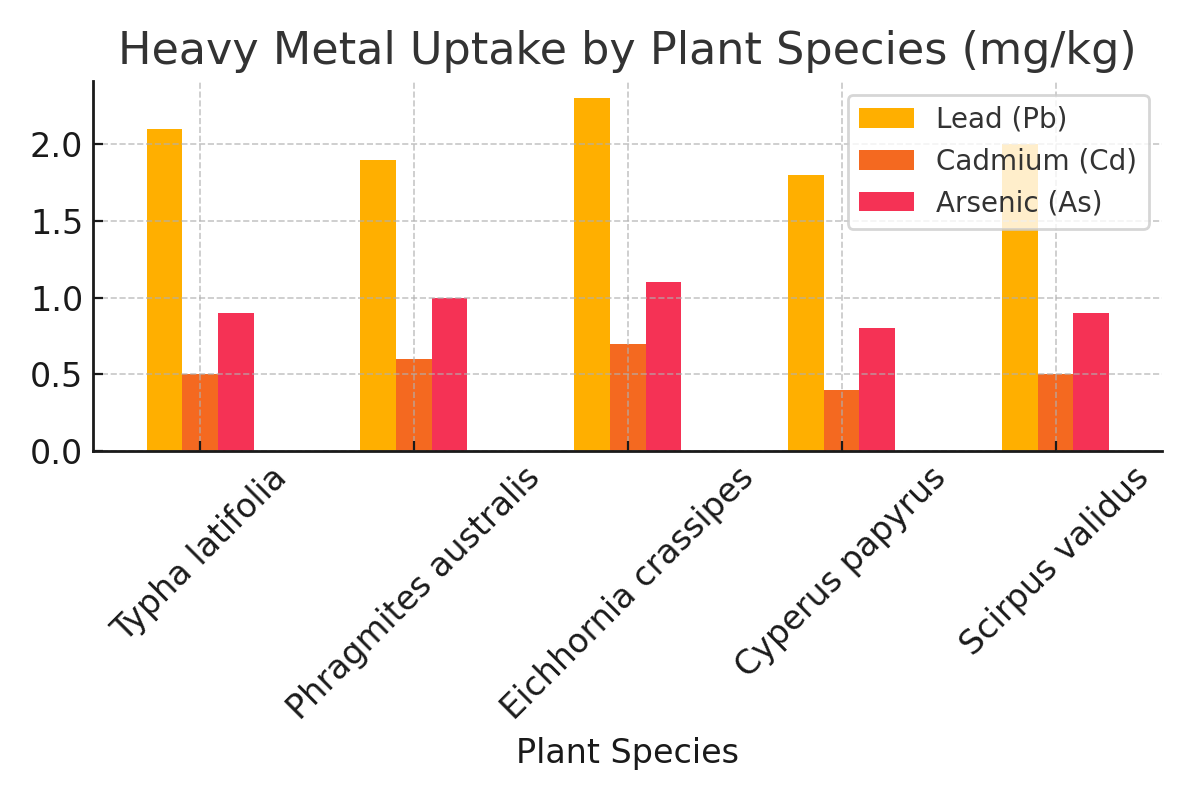 Heavy Metal Uptake by Plant Species (mg/kg)
Lead (Pb)
Cadmium (Cd)
Arsenic (As)
2.0
1.5
1.0
0.5
0.0
Typha latifolia
Phragmites australis
Eichhornia crassipes
Cyperus papyrus
Scirpus validus
Plant Species